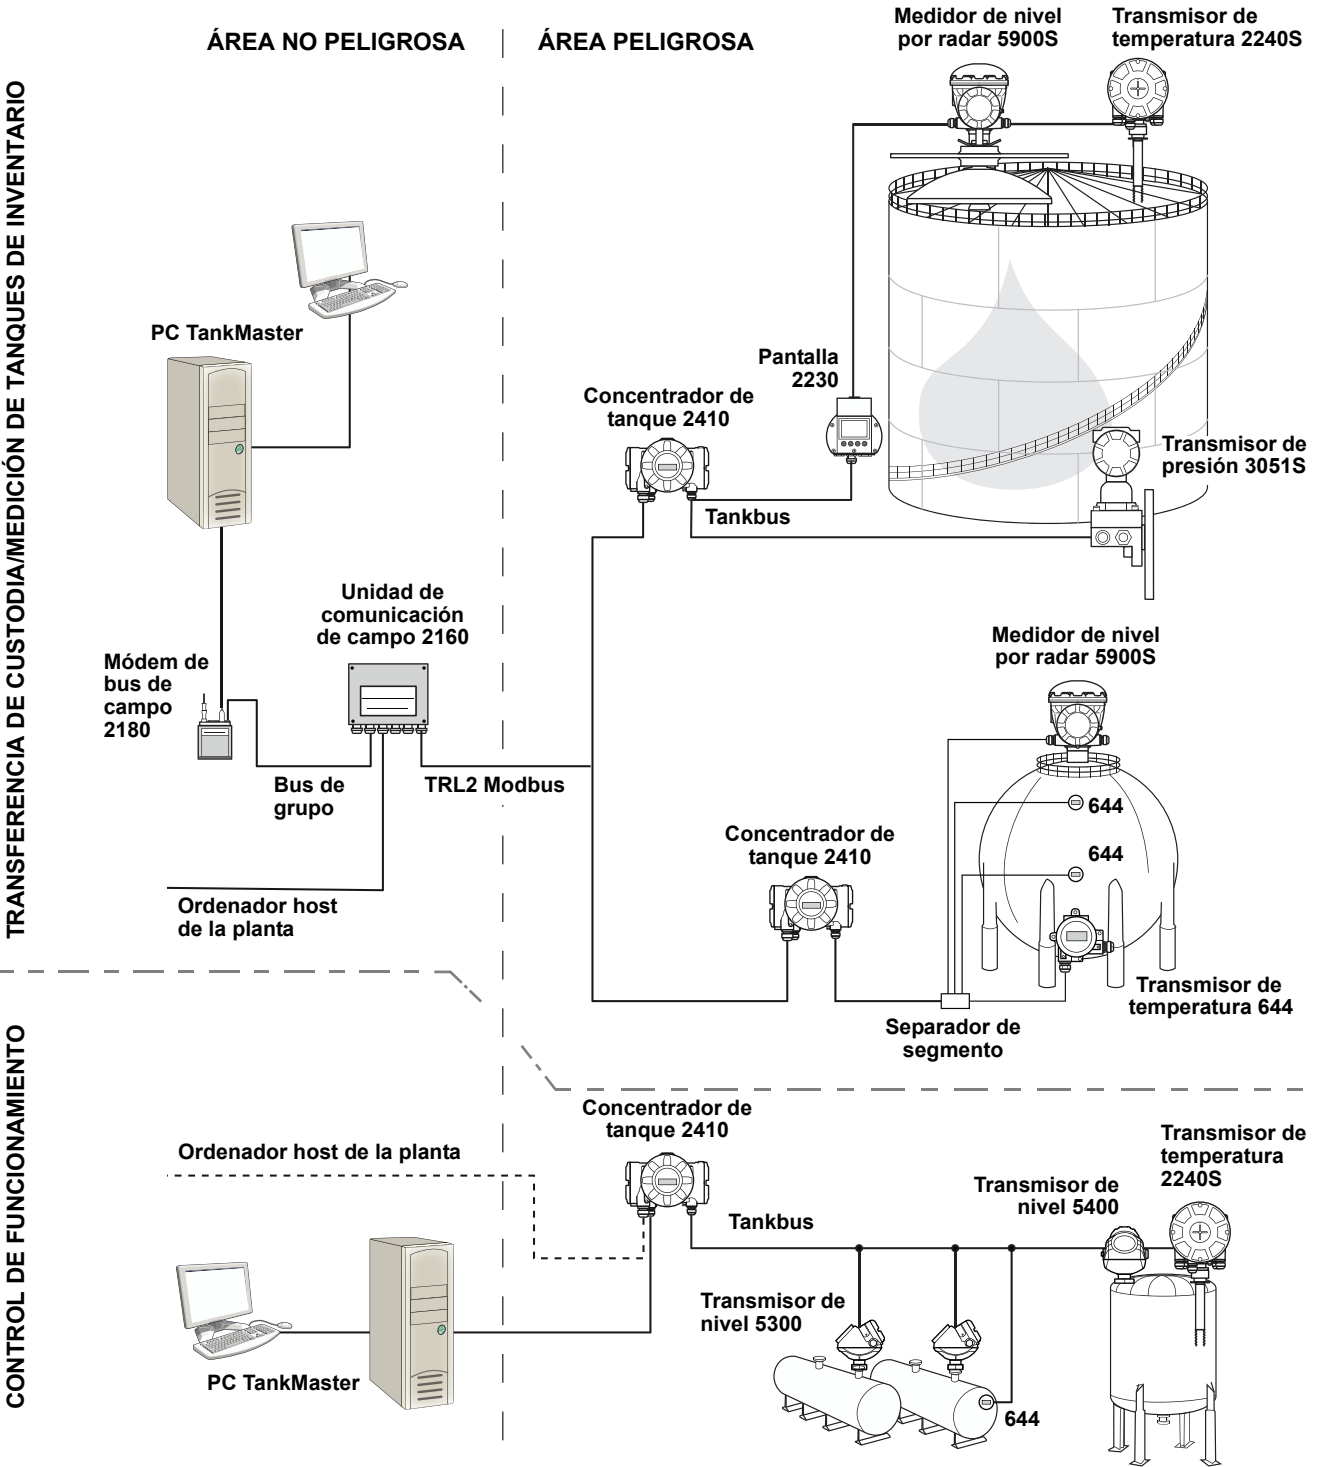 ÁREA NO PELIGROSA
ÁREA PELIGROSA
Medidor de nivel
por radar 5900S
Transmisor de
temperatura 2240S
TRANSFERENCIA DE CUSTODIA/MEDICIÓN DE TANQUES DE INVENTARIO
PC TankMaster
Pantalla
2230
Concentrador de
tanque 2410
Transmisor de
presión 3051S
Tankbus
Unidad de
comunicación
de campo 2160
Módem de
bus de
campo
2180
Medidor de nivel
por radar 5900S
Bus de
grupo
TRL2 Modbus
644
644
Concentrador de
tanque 2410
Ordenador host
de la planta
Transmisor de
temperatura 644
Separador de
segmento
CONTROL DE FUNCIONAMIENTO
Concentrador de
tanque 2410
Ordenador host de la planta
Transmisor de
temperatura
2240S
Transmisor de
nivel 5400
Tankbus
Transmisor de
nivel 5300
PC TankMaster
644